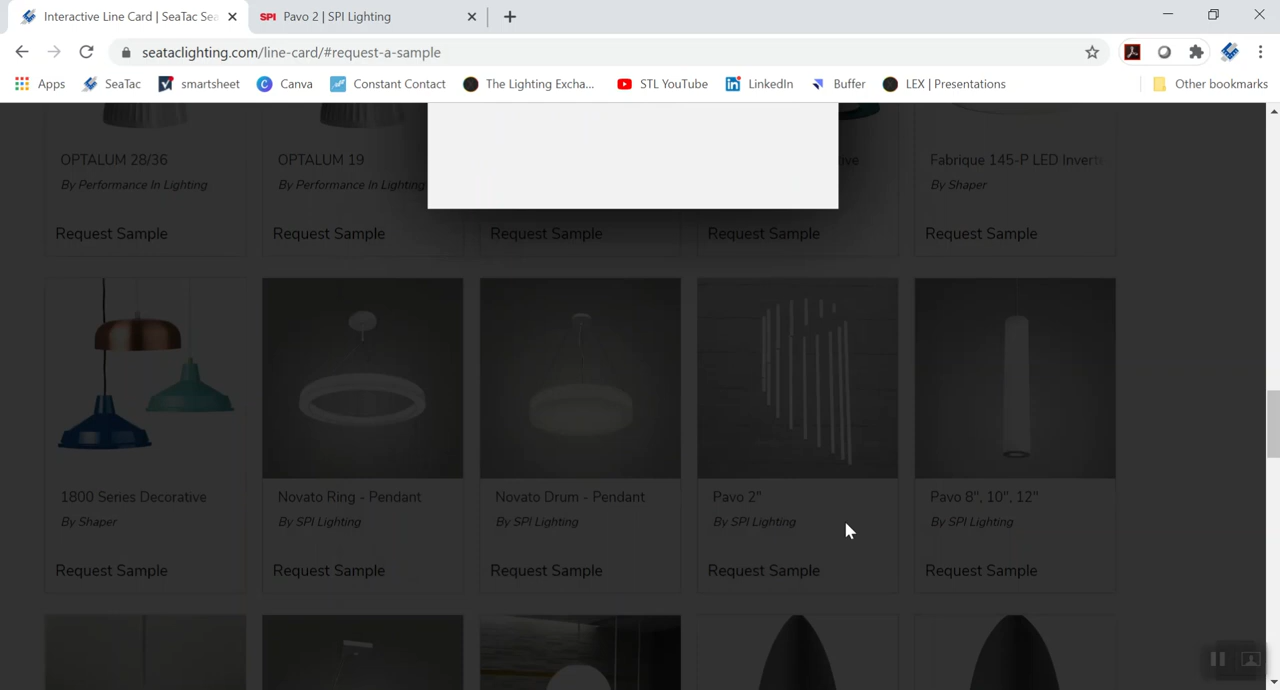 Interactive Line Card | SeaTac Sea
SPI Pavo 2 | SPI Lighting
seataclighting.com/line-card/#request-a-sample
Apps SeaTac smartsheet Canva Constant Contact The Lighting Excha... STL YouTube LinkedIn Buffer LEX | Presentations Other bookmarks
OPTALUM 28/36 OPTALUM 19 Fabrique 145-P LED Inverte
By Performance In Lighting By Performance In Lighting By Shaper
Request Sample Request Sample Request Sample Request Sample Request Sample
1800 Series Decorative Novato Ring - Pendant Novato Drum - Pendant Pavo 2" Pavo 8", 10", 12"
By Shaper By SPI Lighting By SPI Lighting By SPI Lighting By SPI Lighting
Request Sample Request Sample Request Sample Request Sample Request Sample